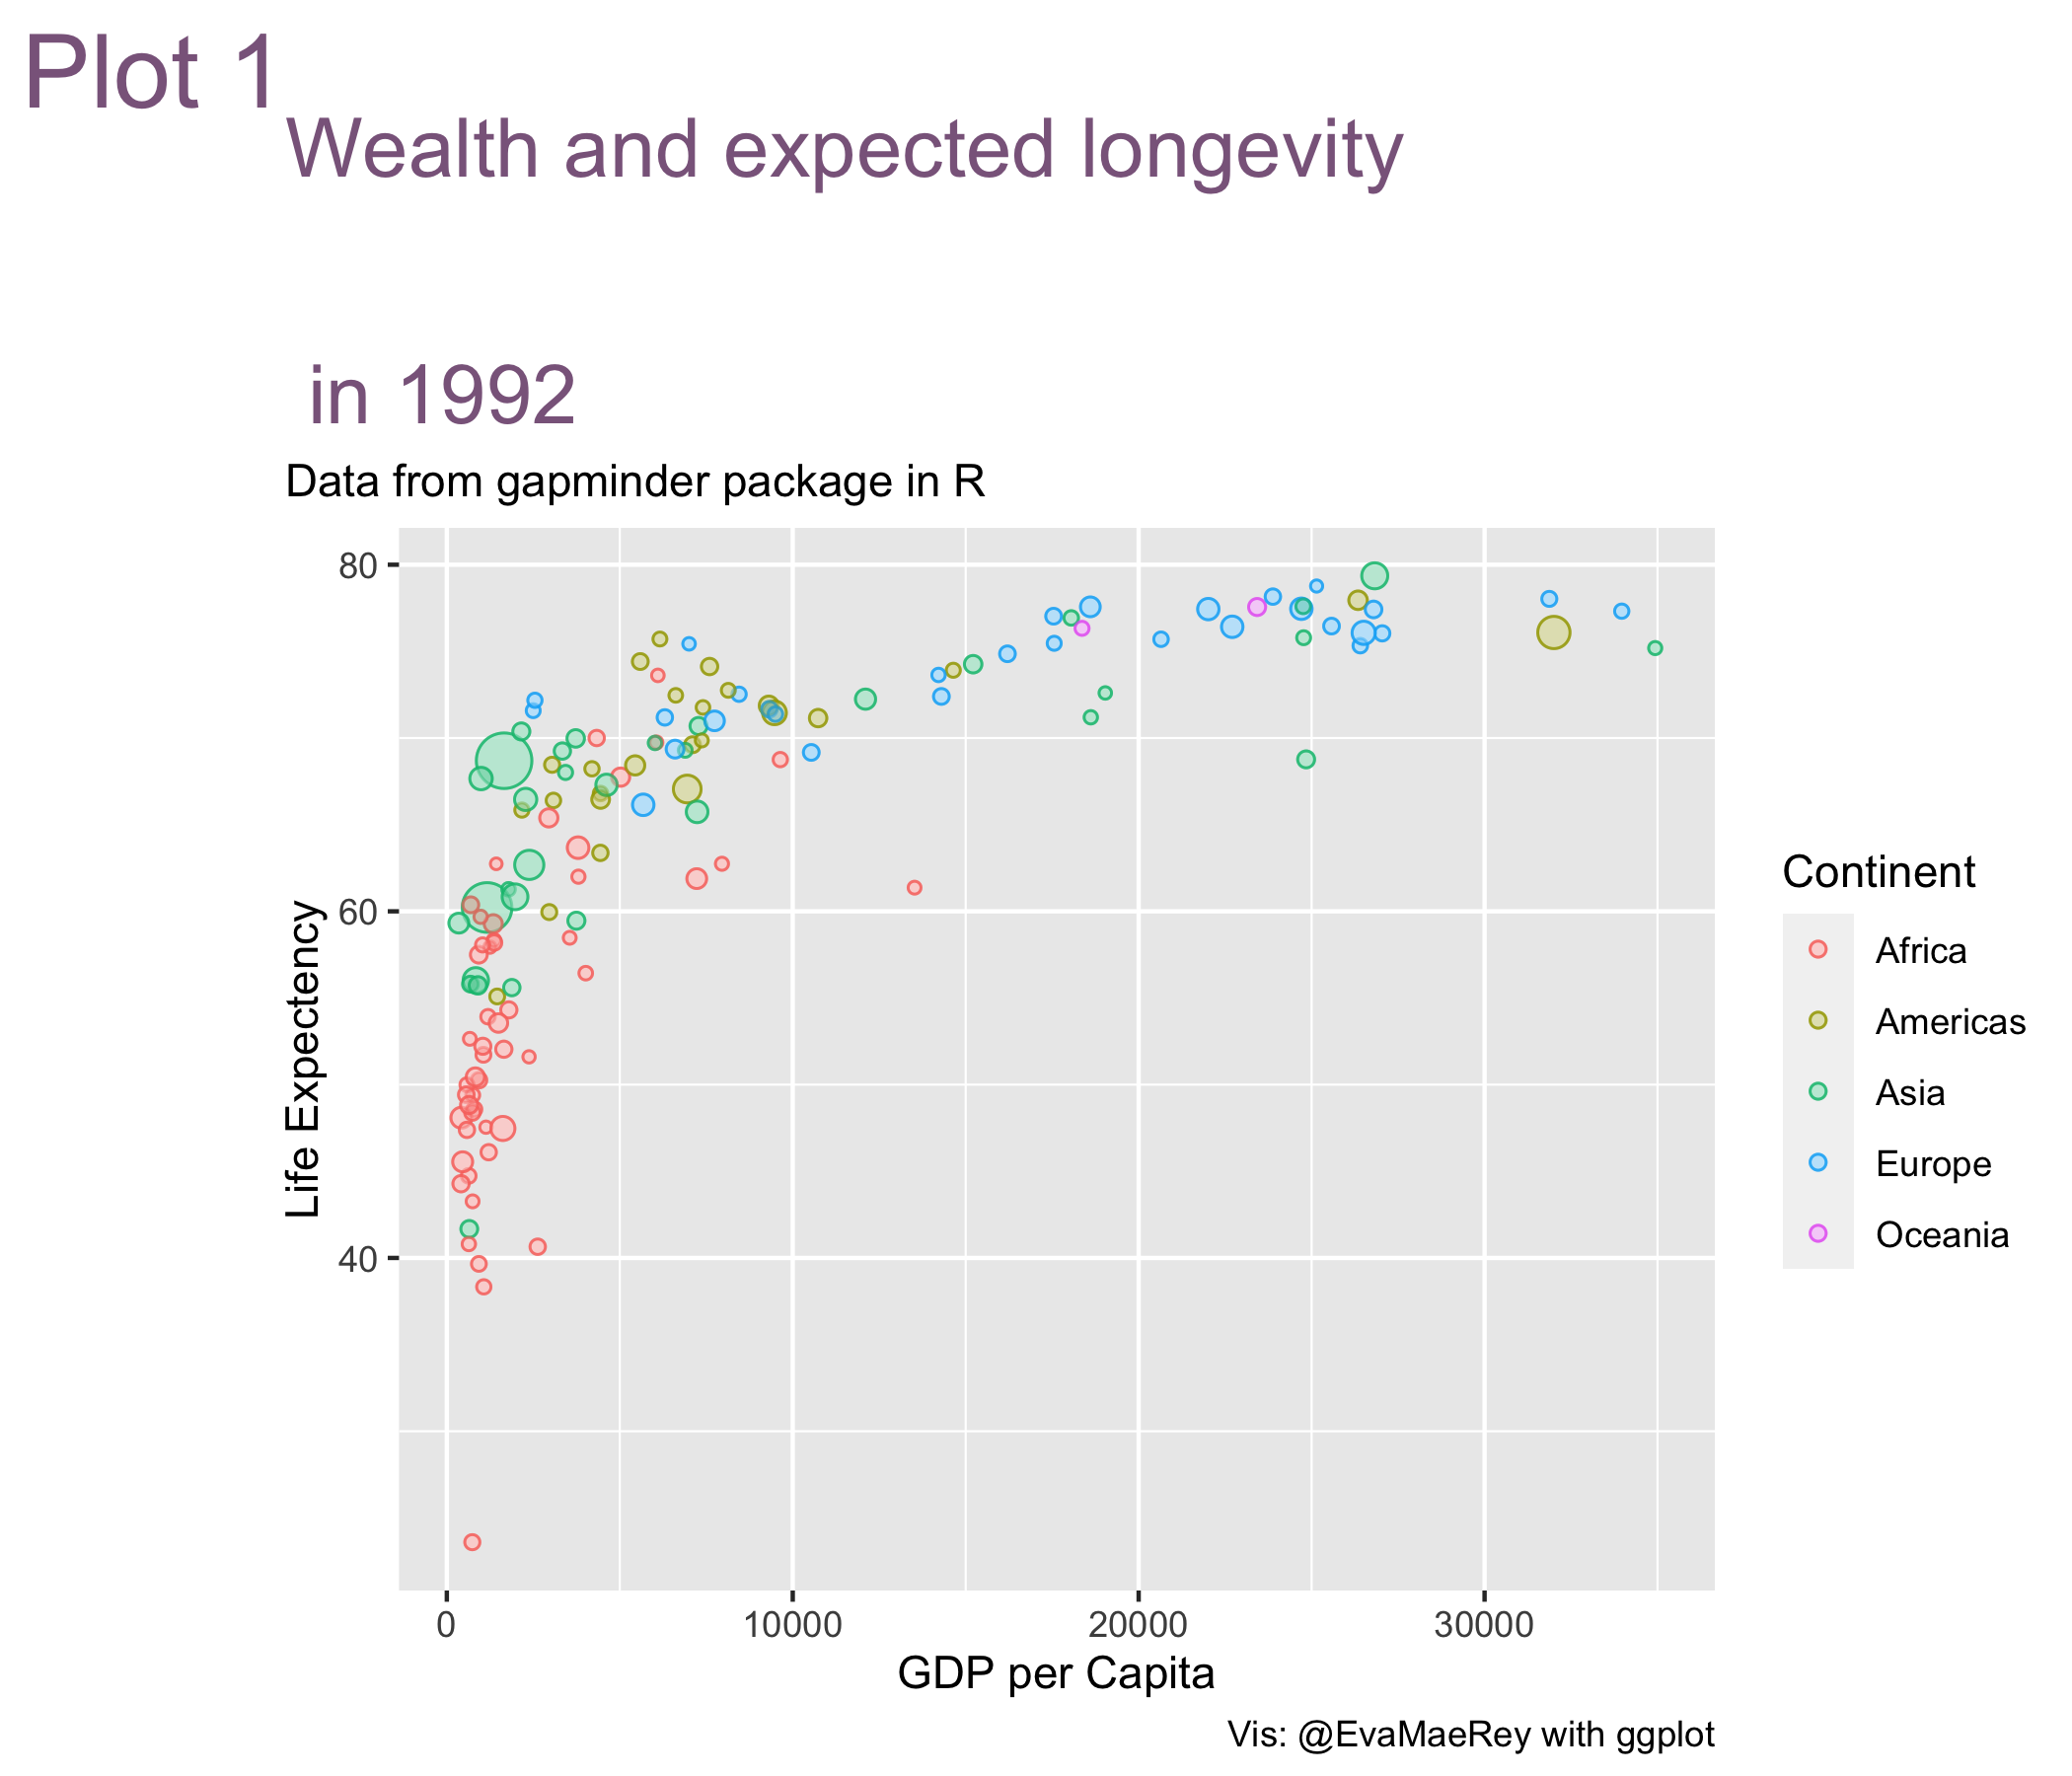 Plot 1
Wealth and expected longevity
in 1992
Data from gapminder package in R
80
60
40
Life Expectency
0 10000 20000 30000
GDP per Capita
Continent
Africa
Americas
Asia
Europe
Oceania
Vis: @EvaMaeRey with ggplot